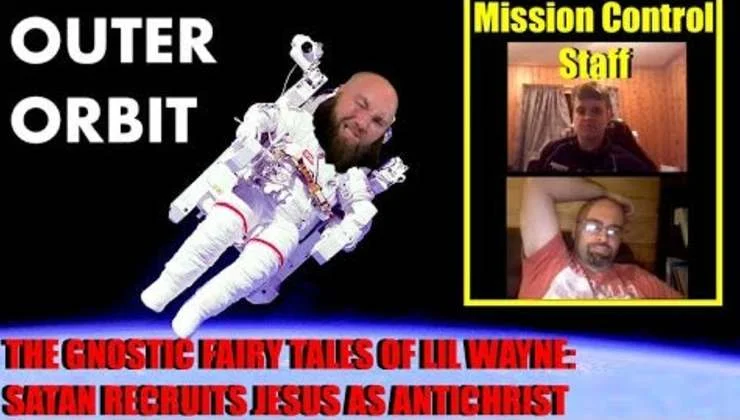 OUTER
ORBIT
Mission Control
Staff
THE GNOSTIC FAIRY TALES OF LIL WAYNE:
SATAN RECRUITS JESUS AS ANTICHRIST